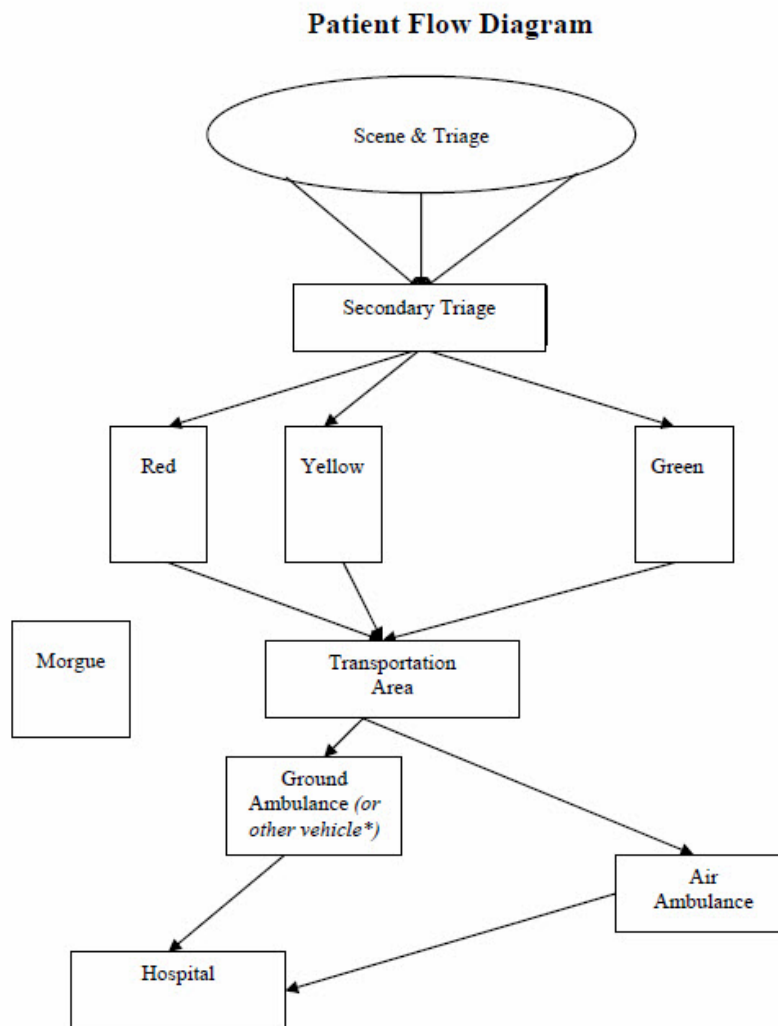 Patient Flow Diagram
Scene & Triage
Secondary Triage
Red
Yellow
Green
Morgue
Transportation
Area
Ground
Ambulance (or
other vehicle*)
Air
Ambulance
Hospital